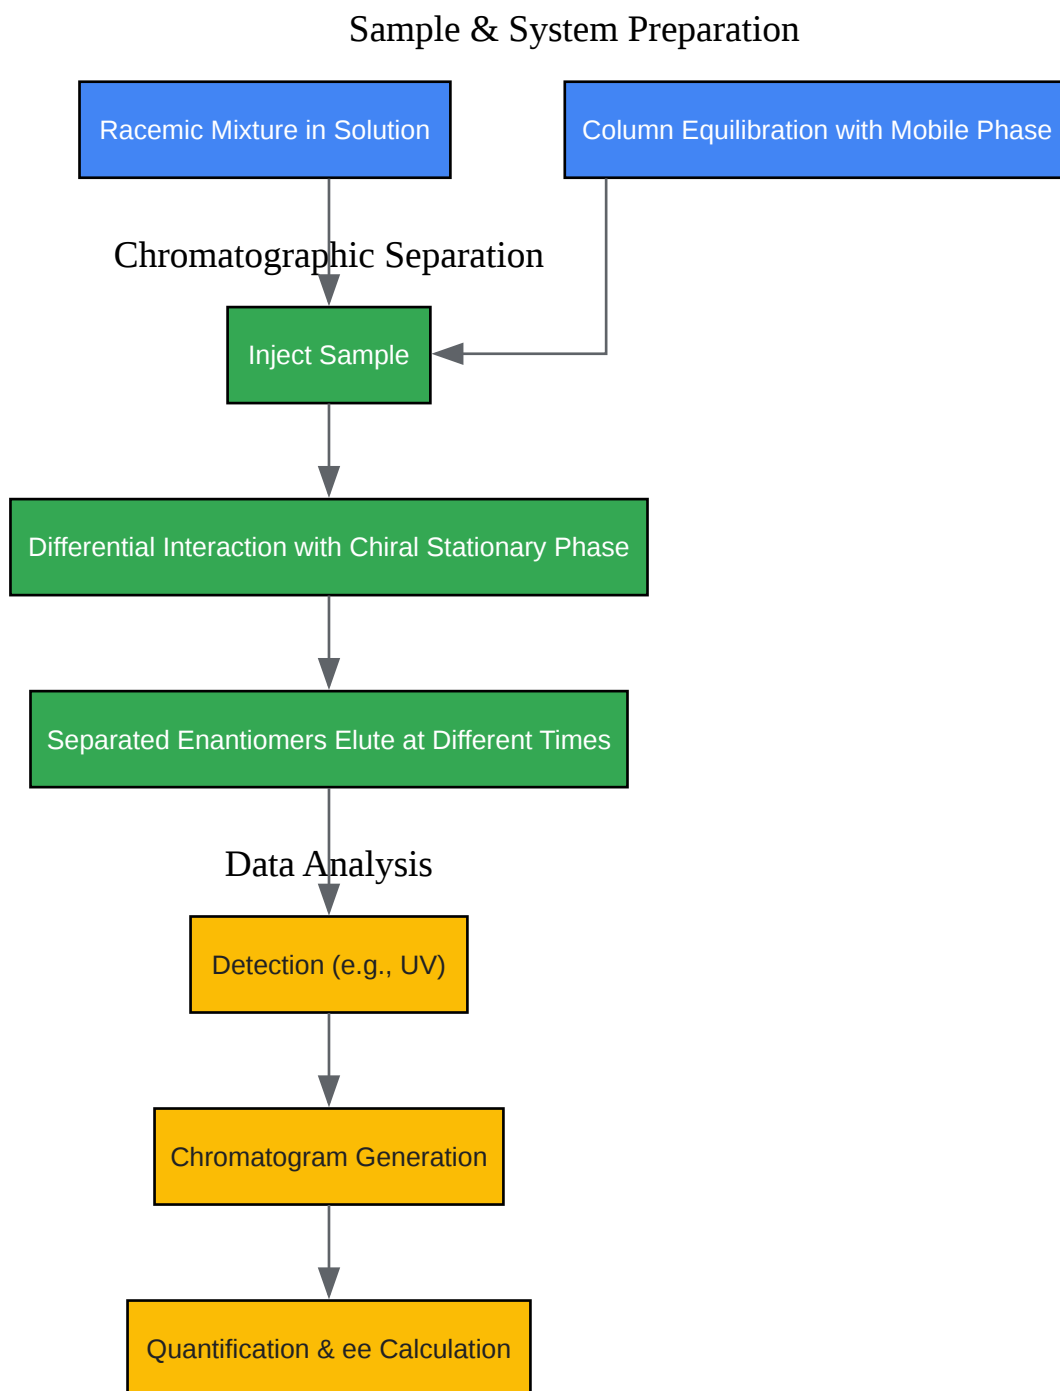 Sample & System Preparation
Racemic Mixture in Solution
Column Equilibration with Mobile Phase
Chromatographic Separation
Inject Sample
Differential Interaction with Chiral Stationary Phase
Separated Enantiomers Elute at Different Times
Data Analysis
Detection (e.g., UV)
Chromatogram Generation
Quantification & ee Calculation